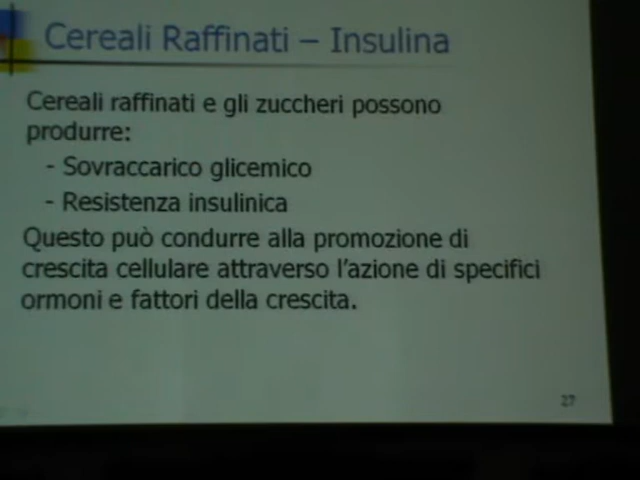 Cereali Raffinati – Insulina
Cereali raffinati e gli zuccheri possono
produrre:
- Sovraccarico glicemico
- Resistenza insulinica
Questo può condurre alla promozione di
crescita cellulare attraverso l'azione di specifici
ormoni e fattori della crescita.
27